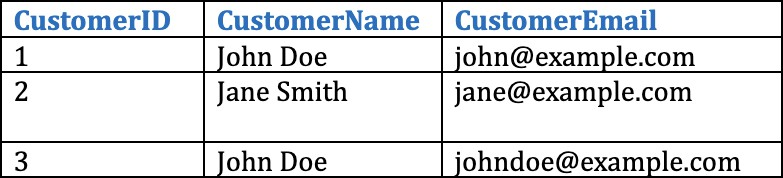 CustomerID CustomerName CustomerEmail
1 John Doe john@example.com
2 Jane Smith jane@example.com
3 John Doe johndoe@example.com